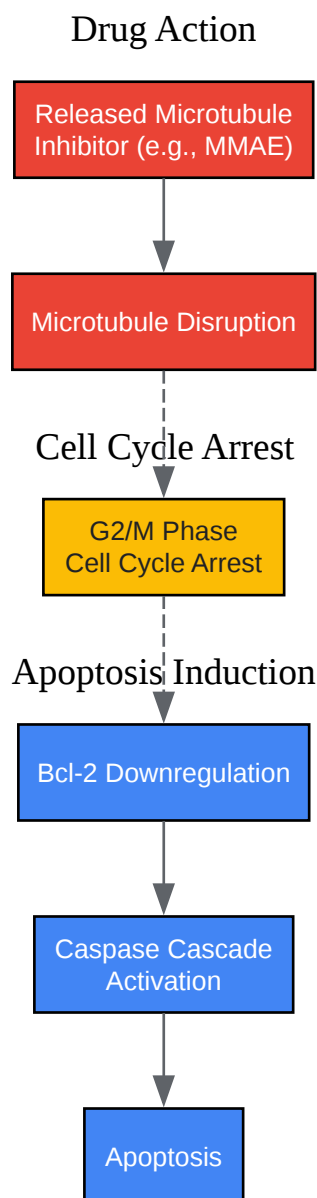 Drug Action
Released Microtubule
Inhibitor (e.g., MMAE)
Microtubule Disruption
Cell Cycle Arrest
G2/M Phase
Cell Cycle Arrest
Apoptosis Induction
Bcl-2 Downregulation
Caspase Cascade
Activation
Apoptosis